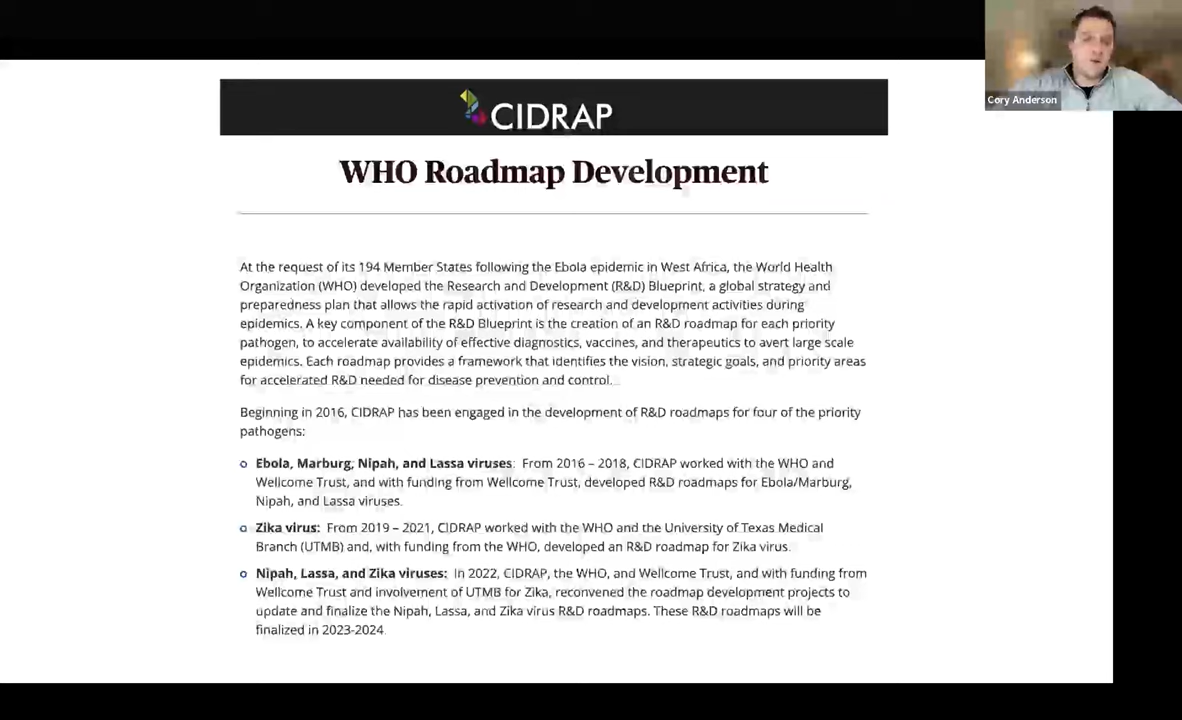 Cory Anderson
CIDRAP
WHO Roadmap Development
At the request of its 194 Member States following the Ebola epidemic in West Africa, the World Health
Organization (WHO) developed the Research and Development (R&D) Blueprint, a global strategy and
preparedness plan that allows the rapid activation of research and development activities during
epidemics. A key component of the R&D Blueprint is the creation of an R&D roadmap for each priority
pathogen, to accelerate availability of effective diagnostics, vaccines, and therapeutics to avert large scale
epidemics. Each roadmap provides a framework that identifies the vision, strategic goals, and priority areas
for accelerated R&D needed for disease prevention and control.
Beginning in 2016, CIDRAP has been engaged in the development of R&D roadmaps for four of the priority
pathogens:
Ebola, Marburg, Nipah, and Lassa viruses: From 2016 – 2018, CIDRAP worked with the WHO and
Wellcome Trust, and with funding from Wellcome Trust, developed R&D roadmaps for Ebola/Marburg,
Nipah, and Lassa viruses.
Zika virus: From 2019 – 2021, CIDRAP worked with the WHO and the University of Texas Medical
Branch (UTMB) and, with funding from the WHO, developed an R&D roadmap for Zika virus.
Nipah, Lassa, and Zika viruses: In 2022, CIDRAP, the WHO, and Wellcome Trust, and with funding from
Wellcome Trust and involvement of UTMB for Zika, reconvened the roadmap development projects to
update and finalize the Nipah, Lassa, and Zika virus R&D roadmaps. These R&D roadmaps will be
finalized in 2023-2024.